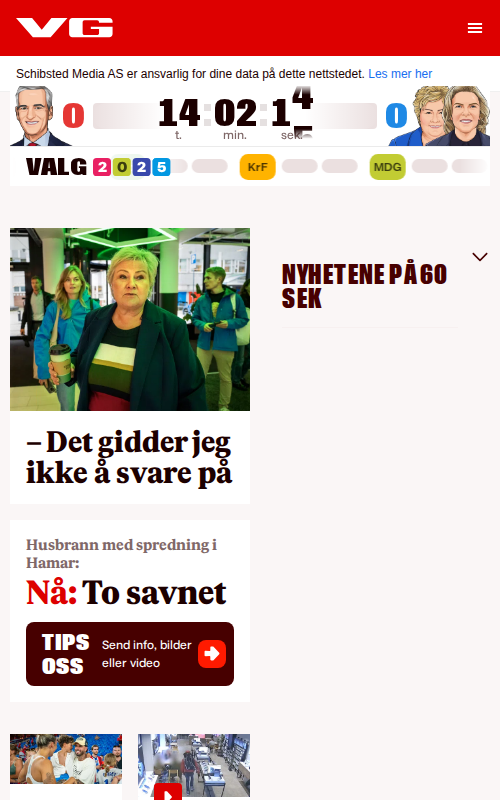 VG
Schibsted Media AS er ansvarlig for dine data på dette nettstedet. Les mer her
0
14:02:1
0
t.
min.
sek.
VALG 2025
KrF
MDG
NYHETENE PÅ 60
SEK
– Det gidder jeg
ikke å svare på
Husbrann med spredning i
Hamar:
Nå: To savnet
TIPS
OSS
Send info, bilder
eller video